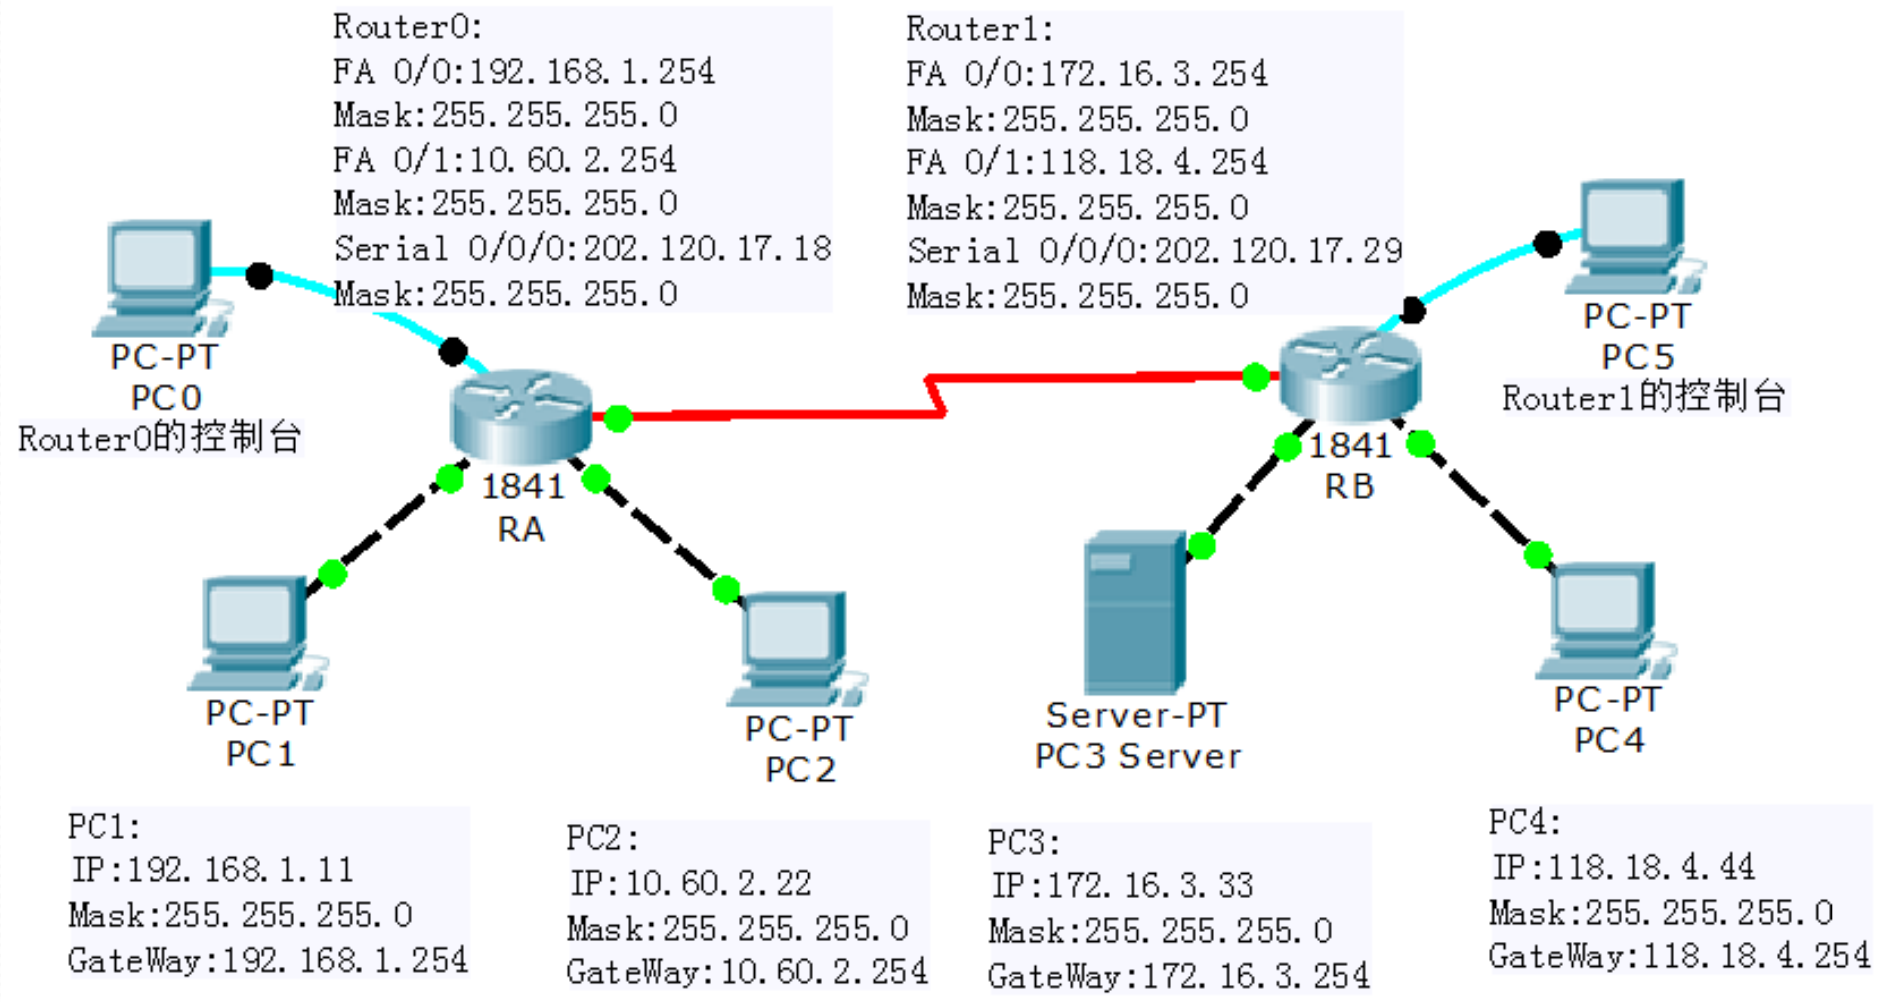 Router0:
FA 0/0:192.168.1.254
Mask:255.255.255.0
FA 0/1:10.60.2.254
Mask:255.255.255.0
Serial 0/0/0:202.120.17.18
Mask:255.255.255.0
Router1:
FA 0/0:172.16.3.254
Mask:255.255.255.0
FA 0/1:118.18.4.254
Mask:255.255.255.0
Serial 0/0/0:202.120.17.29
Mask:255.255.255.0
PC-PT
PC0
Router0的控制台
1841
RA
1841
RB
PC-PT
PC5
Router1的控制台
PC-PT
PC1
PC-PT
PC2
Server-PT
PC3 Server
PC-PT
PC4
PC1:
IP:192.168.1.11
Mask:255.255.255.0
GateWay:192.168.1.254
PC2:
IP:10.60.2.22
Mask:255.255.255.0
GateWay:10.60.2.254
PC3:
IP:172.16.3.33
Mask:255.255.255.0
GateWay:172.16.3.254
PC4:
IP:118.18.4.44
Mask:255.255.255.0
GateWay:118.18.4.254